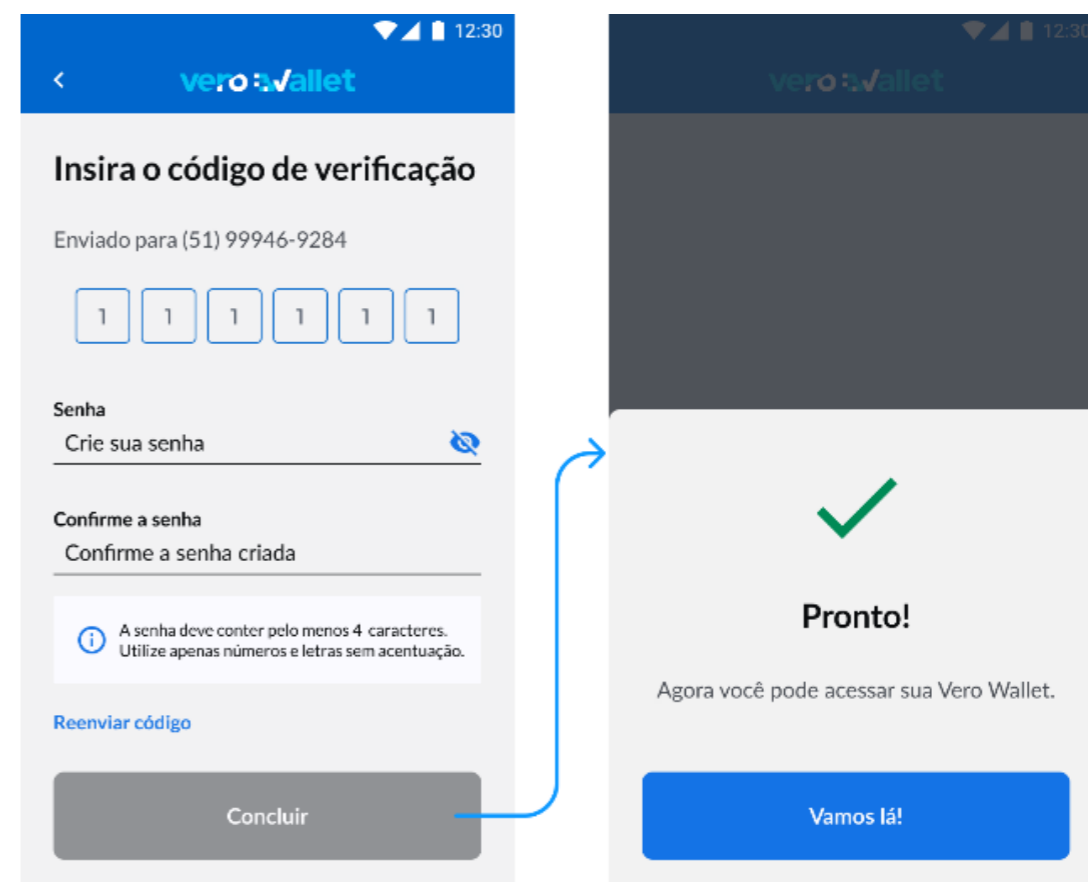 12:30
vero wallet
Insira o código de verificação
Enviado para (51) 99946-9284
1 1 1 1 1 1
Senha
Crie sua senha
Confirme a senha
Confirme a senha criada
A senha deve conter pelo menos 4 caracteres.
Utilize apenas números e letras sem acentuação.
Reenviar código
Concluir
12:30
vero wallet
Pronto!
Agora você pode acessar sua Vero Wallet.
Vamos lá!